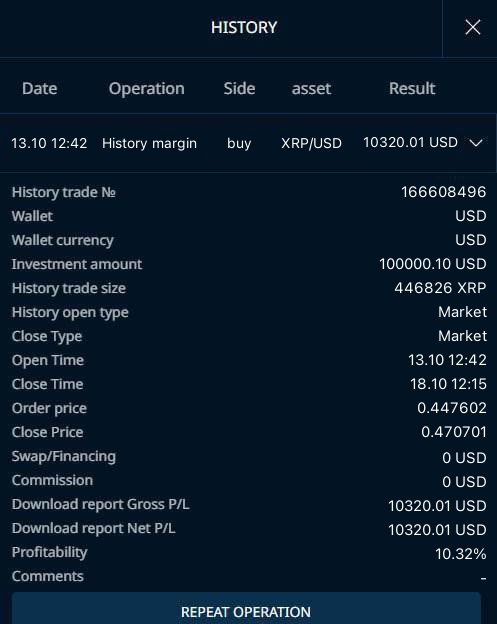 HISTORY
Date Operation Side asset Result
13.10 12:42 History margin buy XRP/USD 10320.01 USD
History trade № 166608496
Wallet USD
Wallet currency USD
Investment amount 100000.10 USD
History trade size 446826 XRP
History open type Market
Close Type Market
Open Time 13.10 12:42
Close Time 18.10 12:15
Order price 0.447602
Close Price 0.470701
Swap/Financing 0 USD
Commission 0 USD
Download report Gross P/L 10320.01 USD
Download report Net P/L 10320.01 USD
Profitability 10.32%
Comments -
REPEAT OPERATION